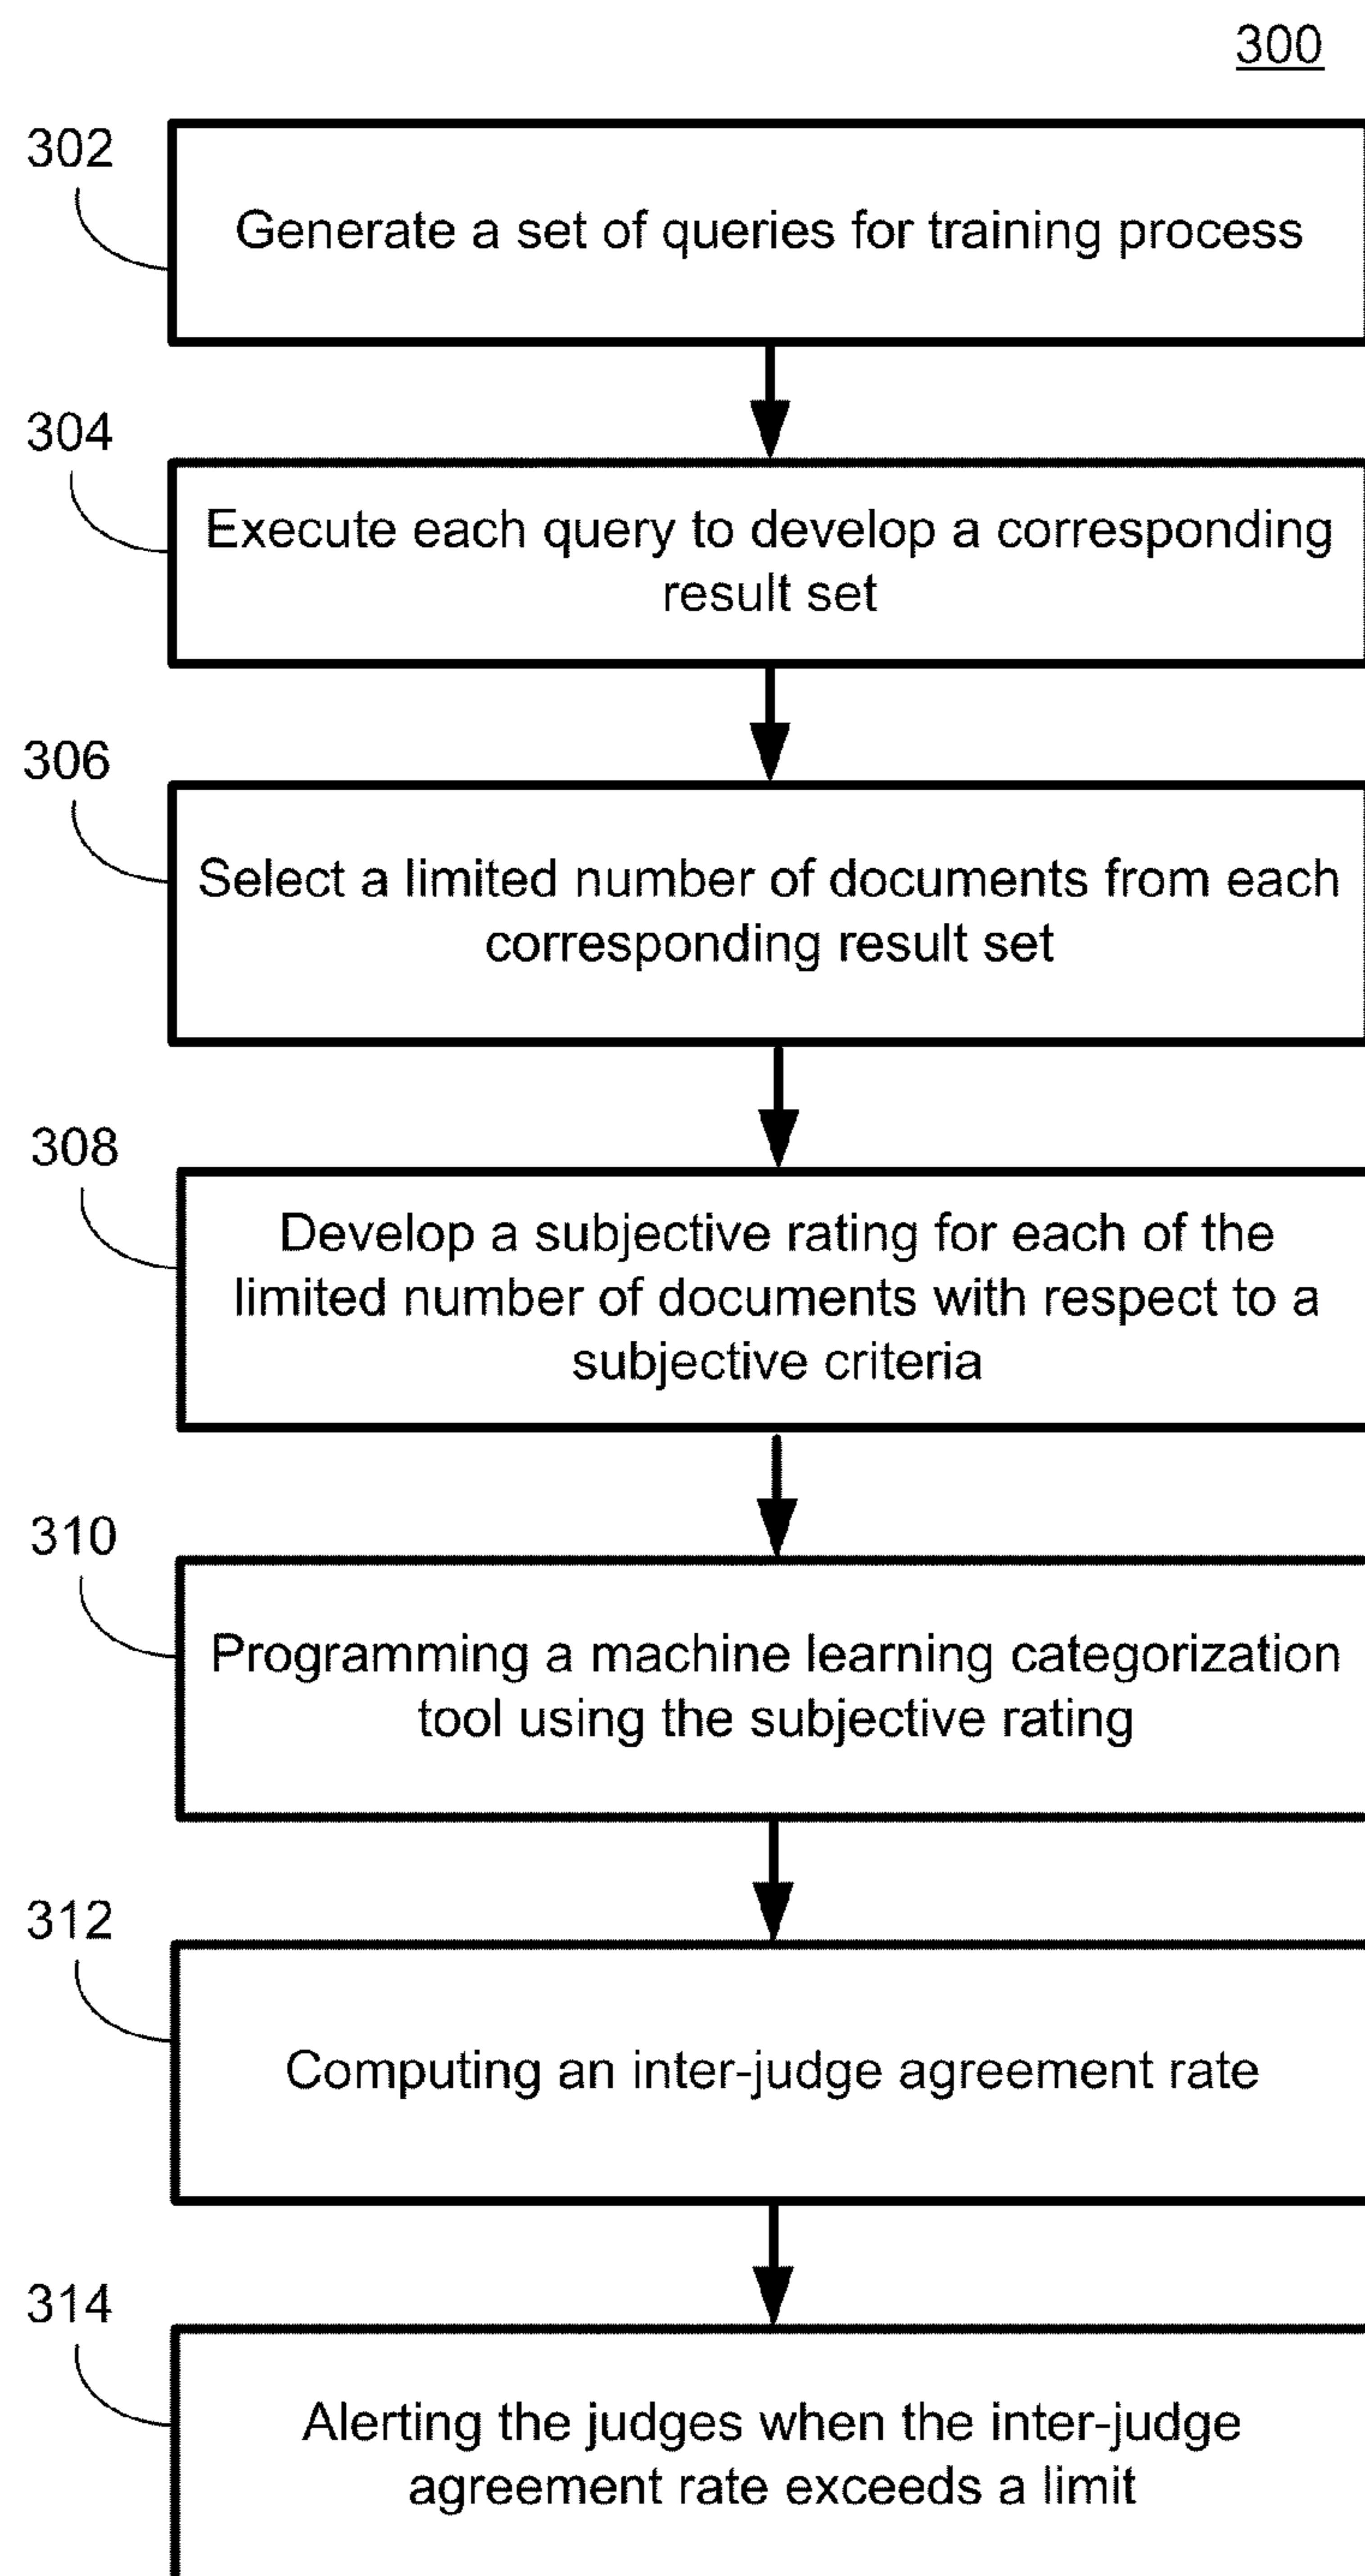 300
302
Generate a set of queries for training process
304
Execute each query to develop a corresponding
result set
306
Select a limited number of documents from each
corresponding result set
308
Develop a subjective rating for each of the
limited number of documents with respect to a
subjective criteria
310
Programming a machine learning categorization
tool using the subjective rating
312
Computing an inter-judge agreement rate
314
Alerting the judges when the inter-judge
agreement rate exceeds a limit